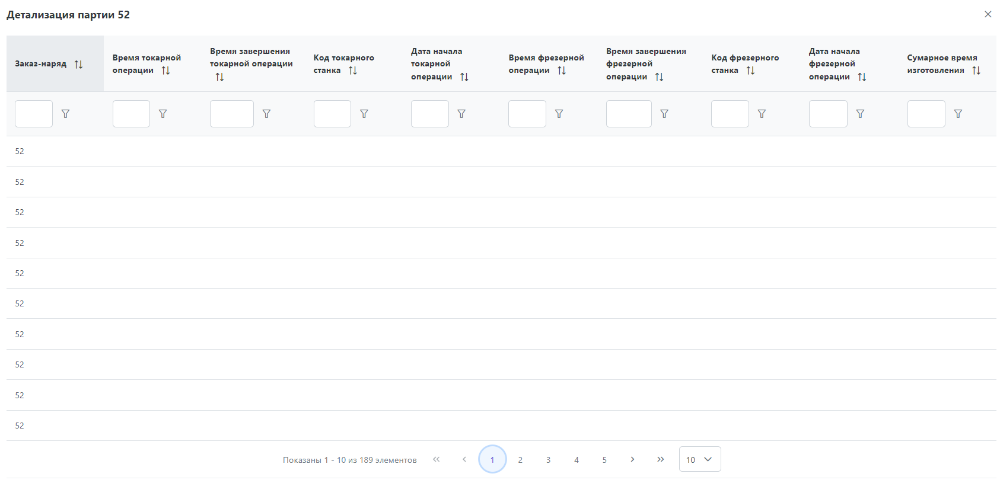 Детализация партии 52
Заказ-наряд
Время токарной
операции
Время завершения
токарной операции
Код токарного
станка
Дата начала
токарной
операции
Время фрезерной
операции
Время завершения
фрезерной
операции
Код фрезерного
станка
Дата начала
фрезерной
операции
Сумарное время
изготовления
52
52
52
52
52
52
52
52
52
52
Показаны 1 - 10 из 189 элементов
1 2 3 4 5
10